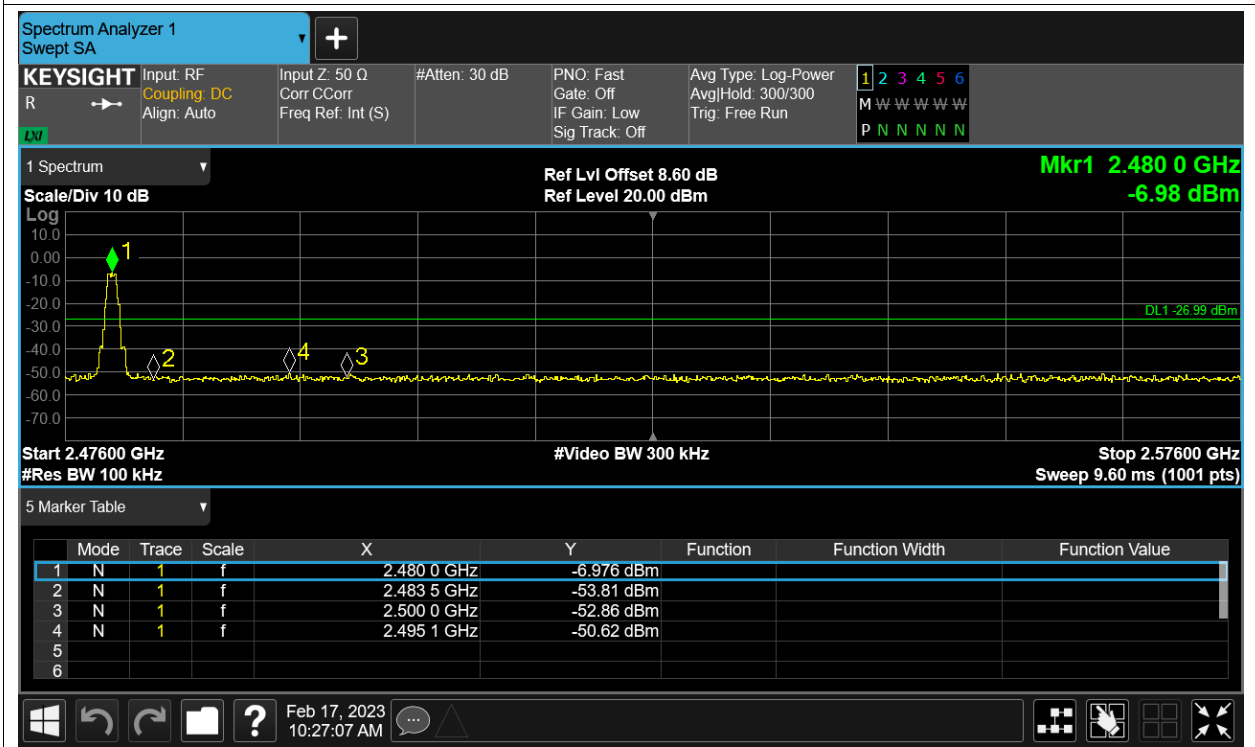 Spectrum Analyzer 1
Swept SA
KEYSIGHT Input: RF Input Z: 50 Ω #Atten: 30 dB PNO: Fast Avg Type: Log-Power 1 2 3 4 5 6
R Coupling: DC Corr CCorr Gate: Off Avg|Hold: 300/300 M W W W W W
Align: Auto Freq Ref: Int (S) IF Gain: Low Trig: Free Run
LXI Sig Track: Off P N N N N N
1 Spectrum Ref Lvl Offset 8.60 dB Mkr1 2.480 0 GHz
Scale/Div 10 dB Ref Level 20.00 dBm -6.98 dBm
Log
10.0
1
0.00
-10.0
-20.0
DL1 -26.99 dBm
-30.0
-40.0
2 4 3
-50.0
-60.0
-70.0
Start 2.47600 GHz #Video BW 300 kHz Stop 2.57600 GHz
#Res BW 100 kHz Sweep 9.60 ms (1001 pts)
5 Marker Table
Mode Trace Scale X Y Function Function Width Function Value
1 N 1 f 2.480 0 GHz -6.976 dBm
2 N 1 f 2.483 5 GHz -53.81 dBm
3 N 1 f 2.500 0 GHz -52.86 dBm
4 N 1 f 2.495 1 GHz -50.62 dBm
5
6
? Feb 17, 2023
10:27:07 AM